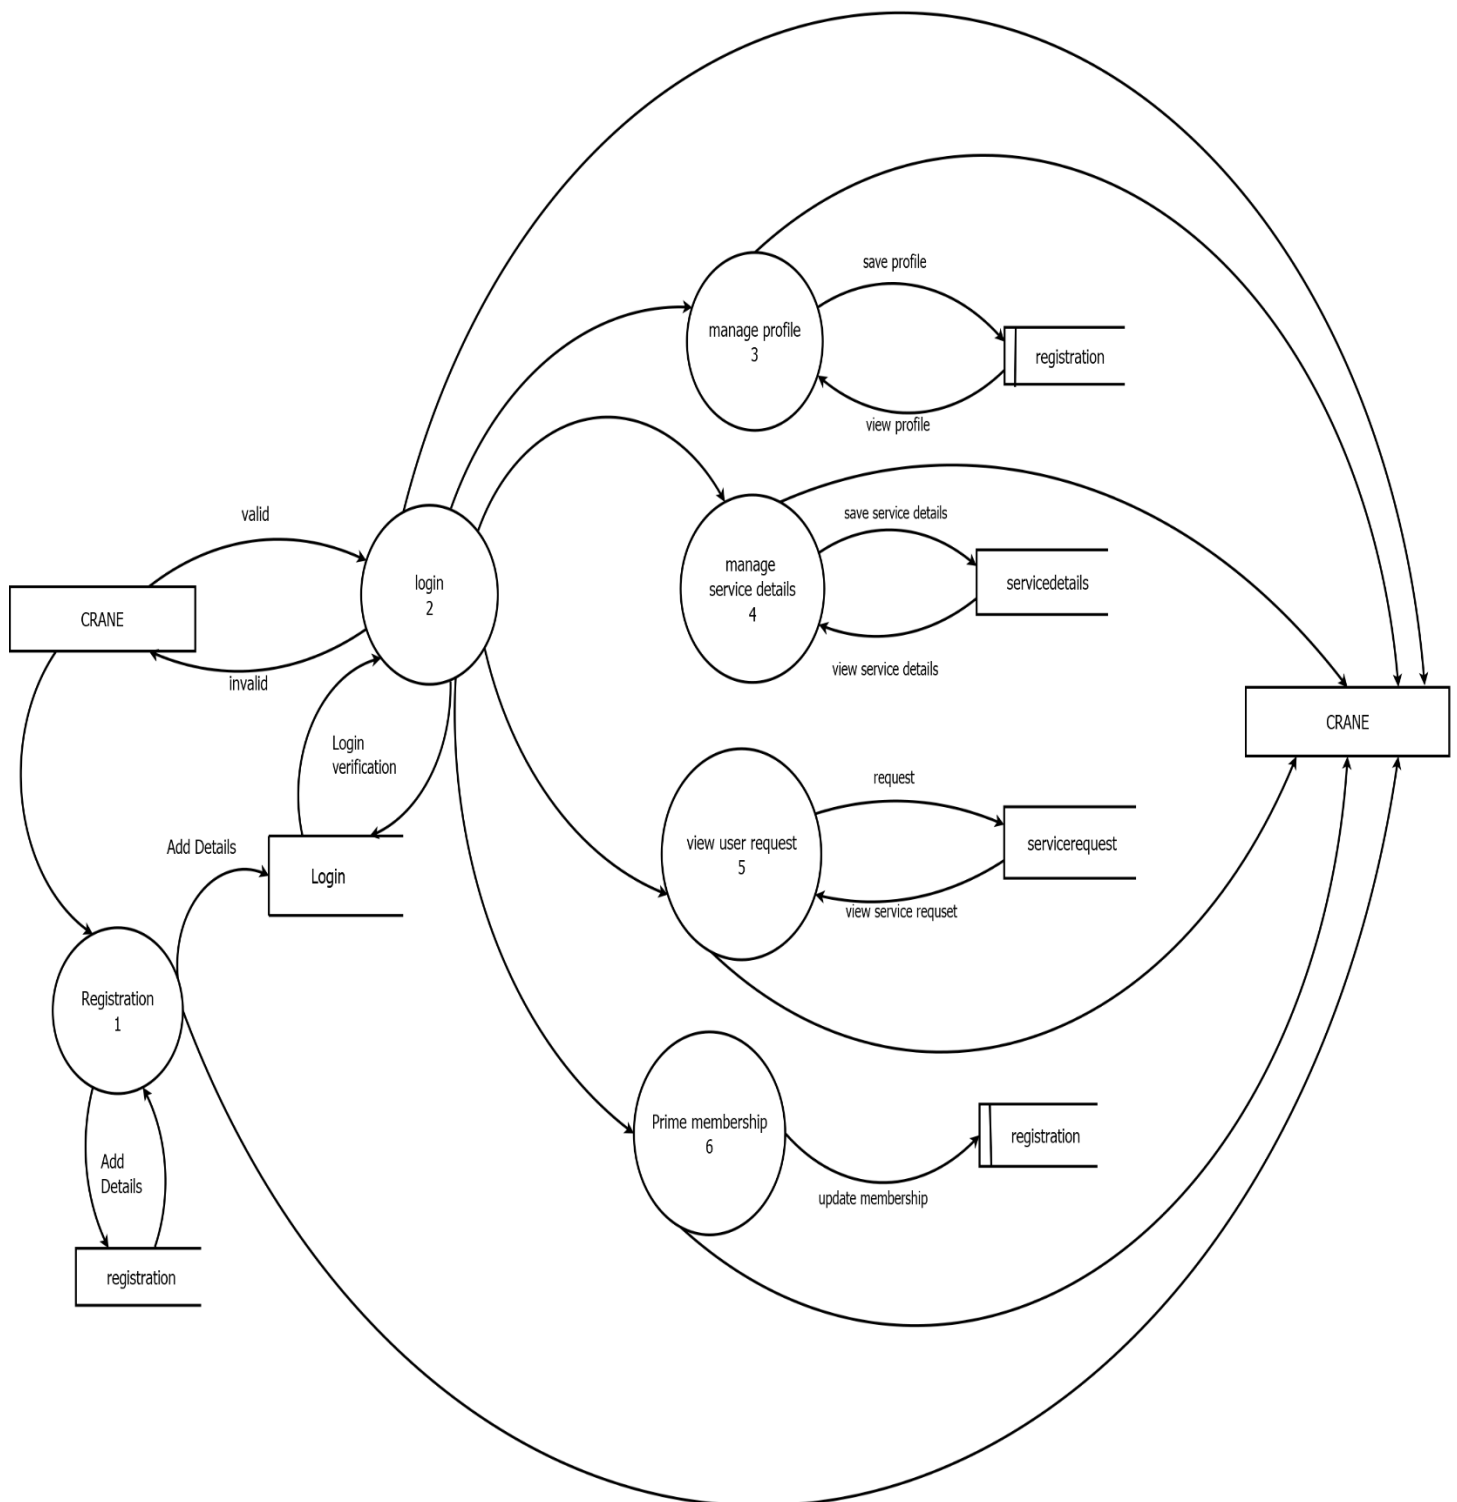 save profile
manage profile
3
registration
view profile
valid
save service details
manage
service details
4
servicedetails
login
2
CRANE
invalid
view service details
CRANE
Login
verification
request
view user request
5
servicerequest
Add Details
Login
view service requset
Registration
1
Prime membership
6
registration
Add
Details
update membership
registration